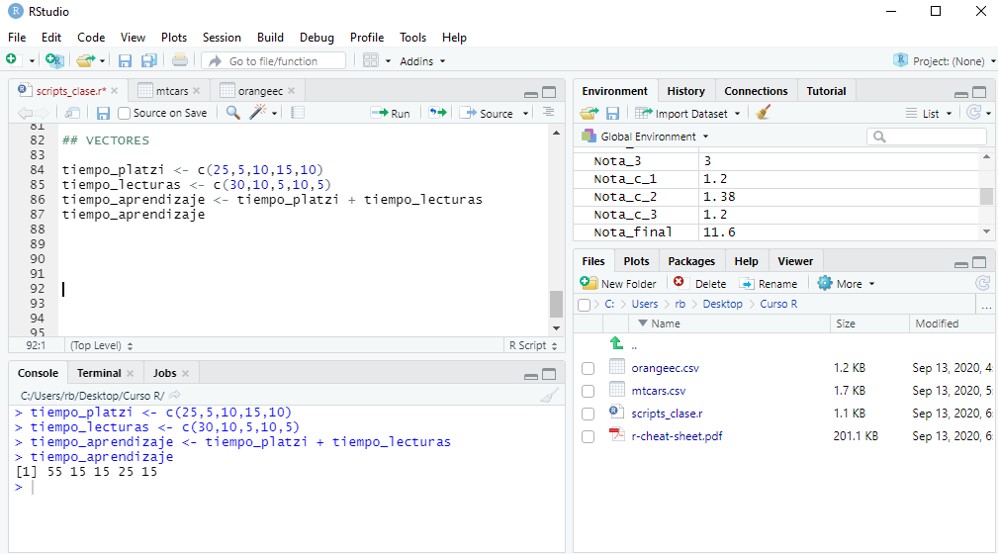 RStudio
File Edit Code View Plots Session Build Debug Profile Tools Help
Go to file/function Addins Project: (None)
scripts_clase.r* mtcars orangeec
Source on Save Run Source
81
82 ## VECTORES
83
84 tiempo_platzi <- c(25,5,10,15,10)
85 tiempo_lecturas <- c(30,10,5,10,5)
86 tiempo_aprendizaje <- tiempo_platzi + tiempo_lecturas
87 tiempo_aprendizaje
88
89
90
91
92
93
94
95
92:1 (Top Level) R Script
Console Terminal Jobs
C:/Users/rb/Desktop/Curso R/
> tiempo_platzi <- c(25,5,10,15,10)
> tiempo_lecturas <- c(30,10,5,10,5)
> tiempo_aprendizaje <- tiempo_platzi + tiempo_lecturas
> tiempo_aprendizaje
[1] 55 15 15 25 15
>
Environment History Connections Tutorial
Import Dataset List
Global Environment
Nota_3 3
Nota_c_1 1.2
Nota_c_2 1.38
Nota_c_3 1.2
Nota_final 11.6
Files Plots Packages Help Viewer
New Folder Delete Rename More
C: > Users > rb > Desktop > Curso R ...
Name Size Modified
..
orangeec.csv 1.2 KB Sep 13, 2020, 4:
mtcars.csv 1.7 KB Sep 13, 2020, 5:
scripts_clase.r 1.1 KB Sep 13, 2020, 6:
r-cheat-sheet.pdf 201.1 KB Sep 13, 2020, 6: